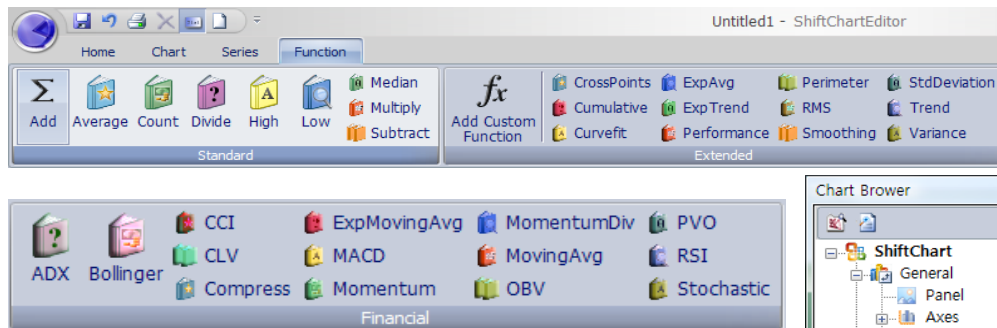 Untitled1 - ShiftChartEditor
Home Chart Series Function
Add Average Count Divide High Low
Median
Multiply
Subtract
Standard
fx
Add Custom
Function
CrossPoints ExpAvg Perimeter StdDeviation
Cumulative ExpTrend RMS Trend
Curvefit Performance Smoothing Variance
Extended
ADX Bollinger
CCI ExpMovingAvg MomentumDiv PVO
CLV MACD MovingAvg RSI
Compress Momentum OBV Stochastic
Financial
Chart Brower
ShiftChart
General
Panel
Axes